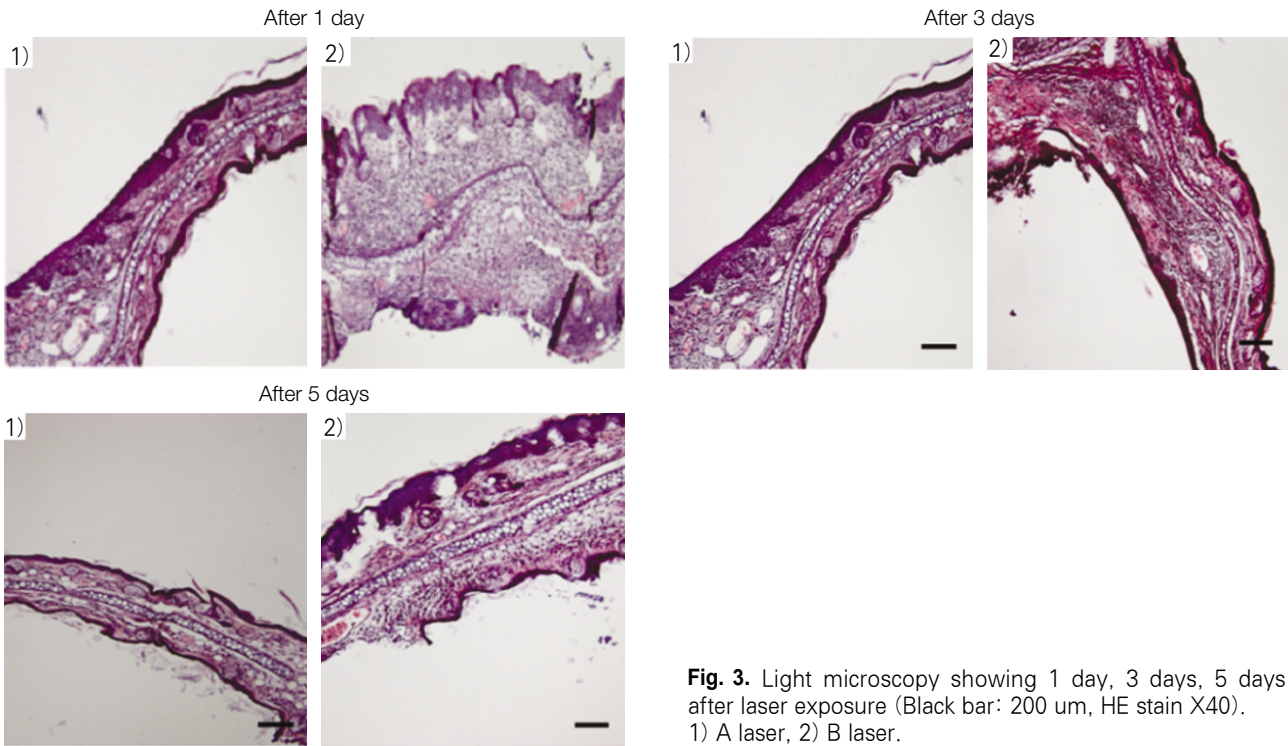 After 1 day
1)
2)
After 3 days
1)
2)
After 5 days
1)
2)
Fig. 3. Light microscopy showing 1 day, 3 days, 5 days
after laser exposure (Black bar: 200 um, HE stain X40).
1) A laser, 2) B laser.